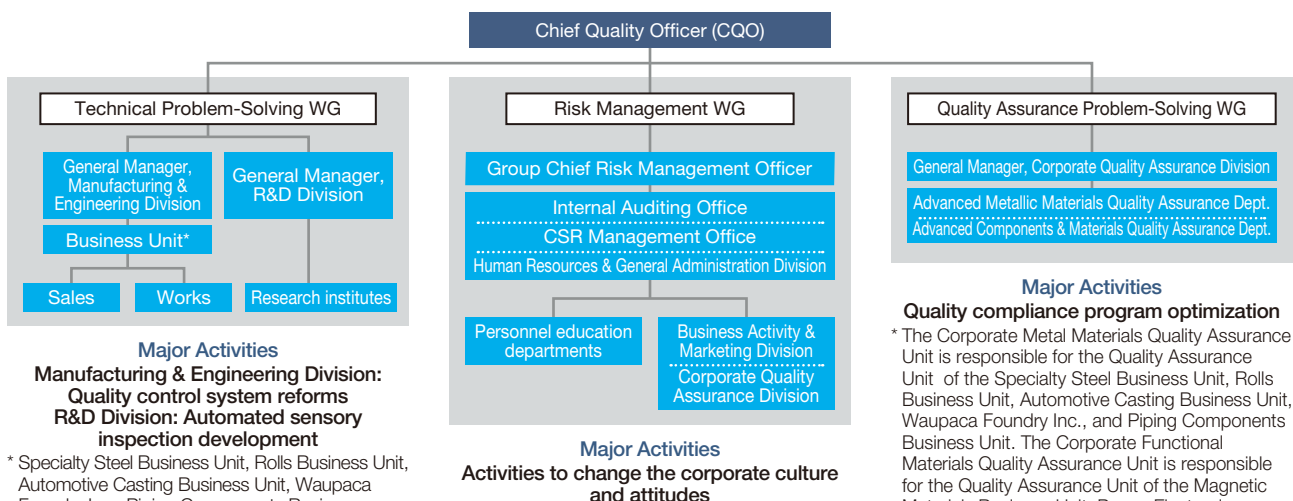 Chief Quality Officer (CQO)
Technical Problem-Solving WG
General Manager,
Manufacturing &
Engineering Division
General Manager,
R&D Division
Business Unit*
Sales
Works
Research institutes
Major Activities
Manufacturing & Engineering Division:
Quality control system reforms
R&D Division: Automated sensory
inspection development
* Specialty Steel Business Unit, Rolls Business Unit,
Automotive Casting Business Unit, Waupaca
Risk Management WG
Group Chief Risk Management Officer
Internal Auditing Office
CSR Management Office
Human Resources & General Administration Division
Personnel education
departments
Business Activity &
Marketing Division
Corporate Quality
Assurance Division
Major Activities
Activities to change the corporate culture
and attitudes
Quality Assurance Problem-Solving WG
General Manager, Corporate Quality Assurance Division
Advanced Metallic Materials Quality Assurance Dept.
Advanced Components & Materials Quality Assurance Dept.
Major Activities
Quality compliance program optimization
* The Corporate Metal Materials Quality Assurance
Unit is responsible for the Quality Assurance
Unit of the Specialty Steel Business Unit, Rolls
Business Unit, Automotive Casting Business Unit,
Waupaca Foundry Inc., and Piping Components
Business Unit. The Corporate Functional
Materials Quality Assurance Unit is responsible
for the Quality Assurance Unit of the Magnetic